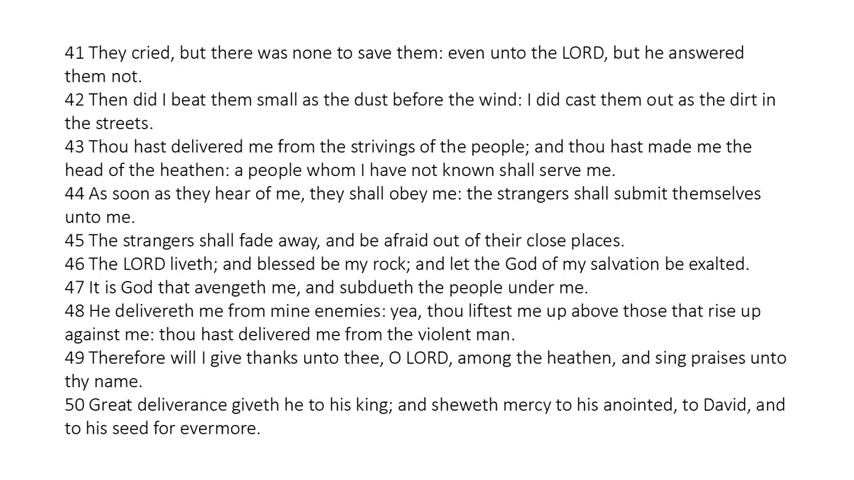 41 They cried, but there was none to save them: even unto the LORD, but he answered
them not.
42 Then did I beat them small as the dust before the wind: I did cast them out as the dirt in
the streets.
43 Thou hast delivered me from the strivings of the people; and thou hast made me the
head of the heathen: a people whom I have not known shall serve me.
44 As soon as they hear of me, they shall obey me: the strangers shall submit themselves
unto me.
45 The strangers shall fade away, and be afraid out of their close places.
46 The LORD liveth; and blessed be my rock; and let the God of my salvation be exalted.
47 It is God that avengeth me, and subdueth the people under me.
48 He delivereth me from mine enemies: yea, thou liftest me up above those that rise up
against me: thou hast delivered me from the violent man.
49 Therefore will I give thanks unto thee, O LORD, among the heathen, and sing praises unto
thy name.
50 Great deliverance giveth he to his king; and sheweth mercy to his anointed, to David, and
to his seed for evermore.